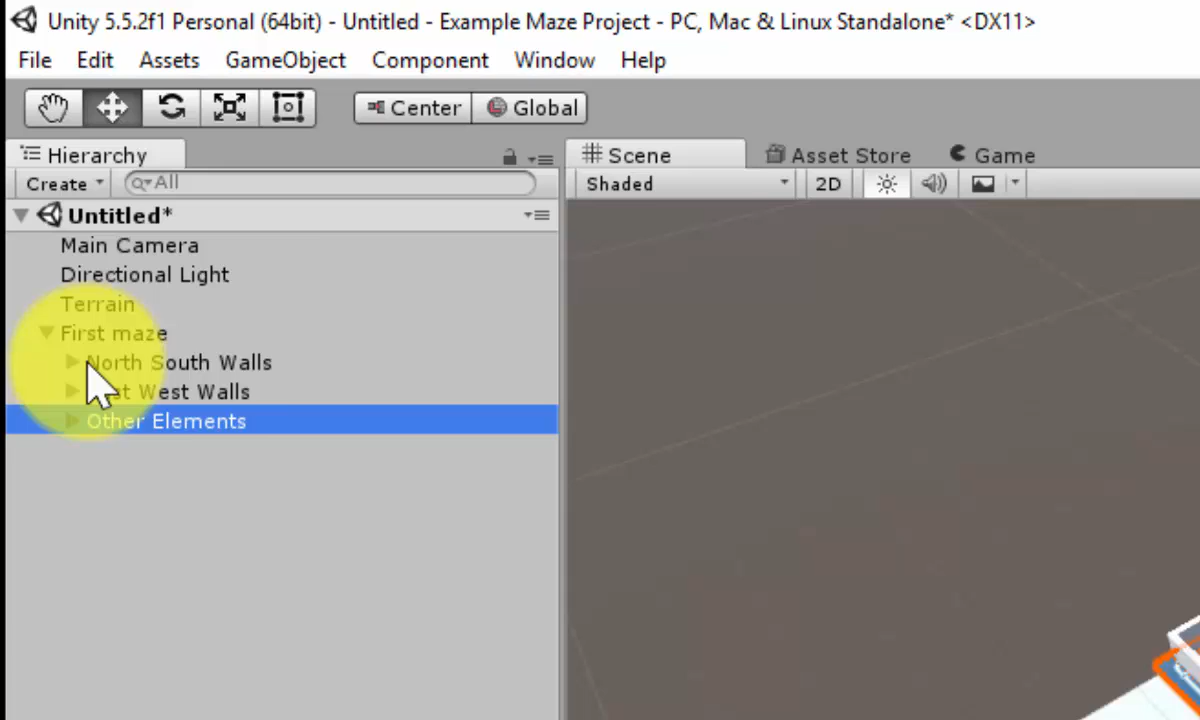 Unity 5.5.2f1 Personal (64bit) - Untitled - Example Maze Project - PC, Mac & Linux Standalone* <DX11>
File Edit Assets GameObject Component Window Help
Center Global
Hierarchy Scene Asset Store Game
Create All Shaded 2D
Untitled*
Main Camera
Directional Light
Terrain
First maze
North South Walls
West Walls
Other Elements